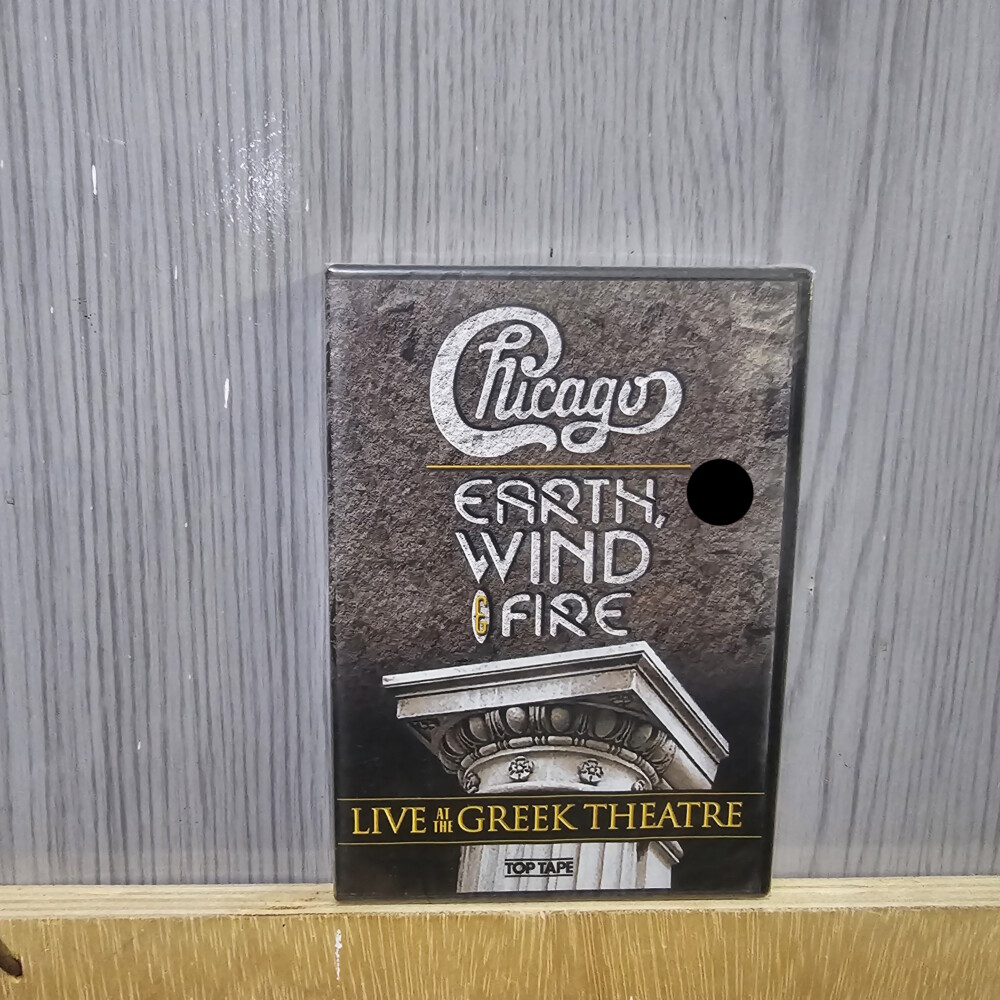 Chicago
EARTH,
WIND
& FIRE
LIVE AT THE GREEK THEATRE
TOP TAPE